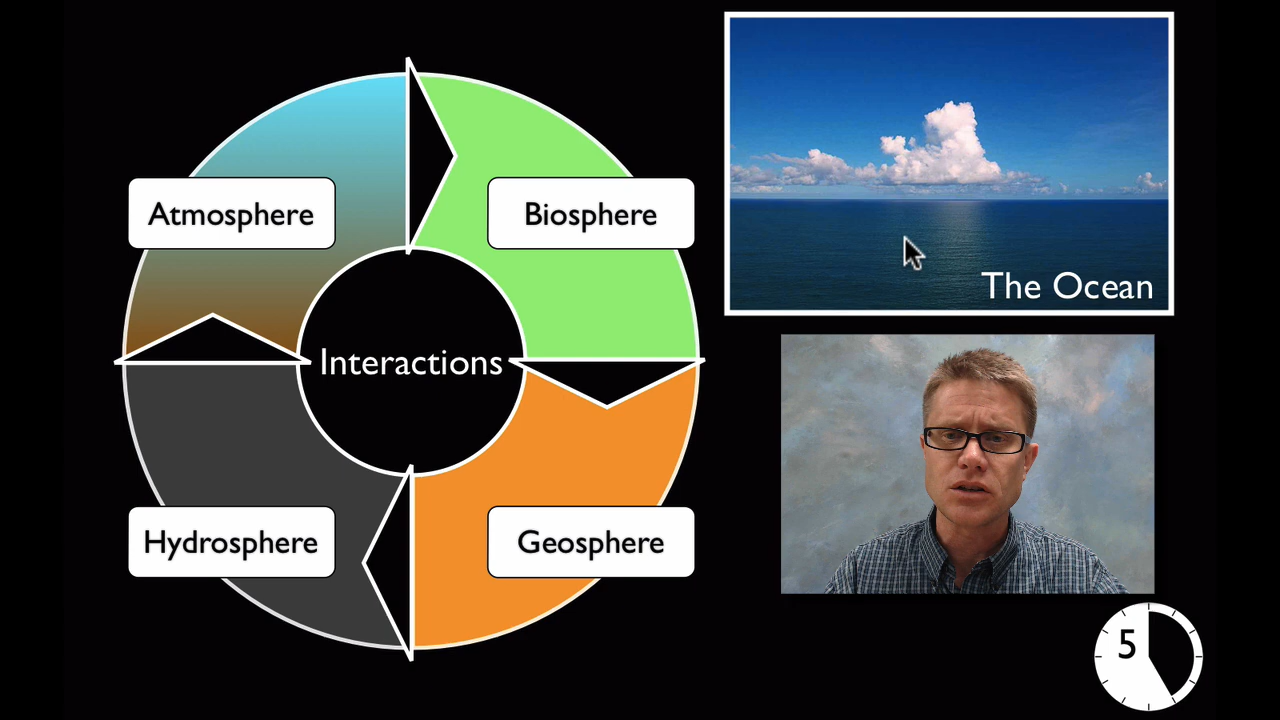 Atmosphere
Biosphere
Interactions
Hydrosphere
Geosphere
The Ocean
5